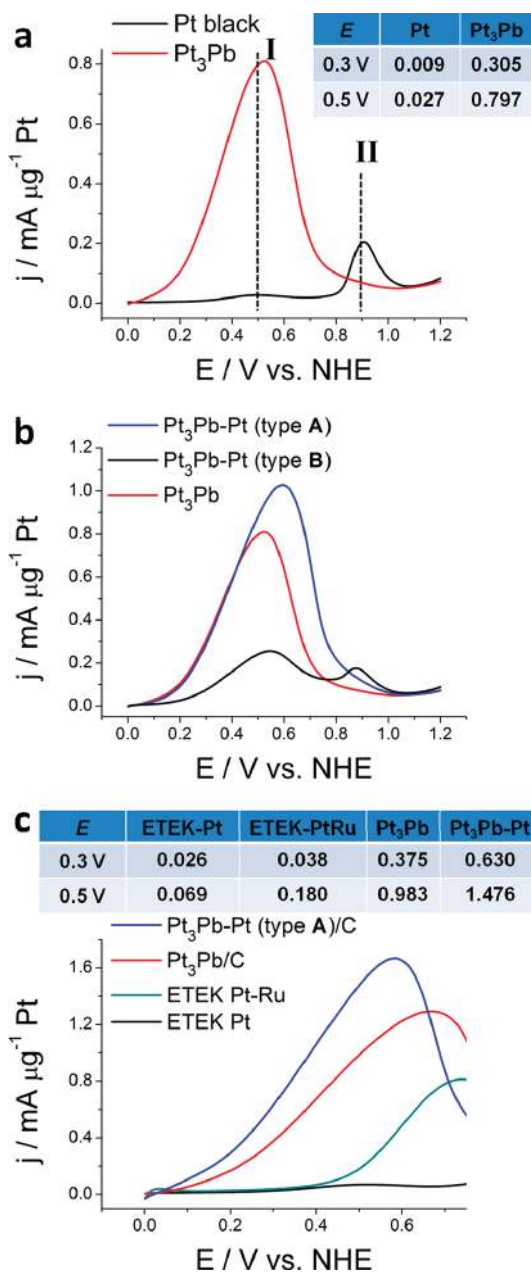 a
Pt black
Pt₃Pb
E Pt Pt₃Pb
0.3 V 0.009 0.305
0.5 V 0.027 0.797
I
II
j / mA μg⁻¹ Pt
0.8
0.6
0.4
0.2
0.0
0.0 0.2 0.4 0.6 0.8 1.0 1.2
E / V vs. NHE
b
Pt₃Pb-Pt (type A)
Pt₃Pb-Pt (type B)
Pt₃Pb
j / mA μg⁻¹ Pt
1.2
1.0
0.8
0.6
0.4
0.2
0.0
0.0 0.2 0.4 0.6 0.8 1.0 1.2
E / V vs. NHE
c
E ETEK-Pt ETEK-PtRu Pt₃Pb Pt₃Pb-Pt
0.3 V 0.026 0.038 0.375 0.630
0.5 V 0.069 0.180 0.983 1.476
Pt₃Pb-Pt (type A)/C
Pt₃Pb/C
ETEK Pt-Ru
ETEK Pt
j / mA μg⁻¹ Pt
1.6
1.2
0.8
0.4
0.0
0.0 0.2 0.4 0.6
E / V vs. NHE